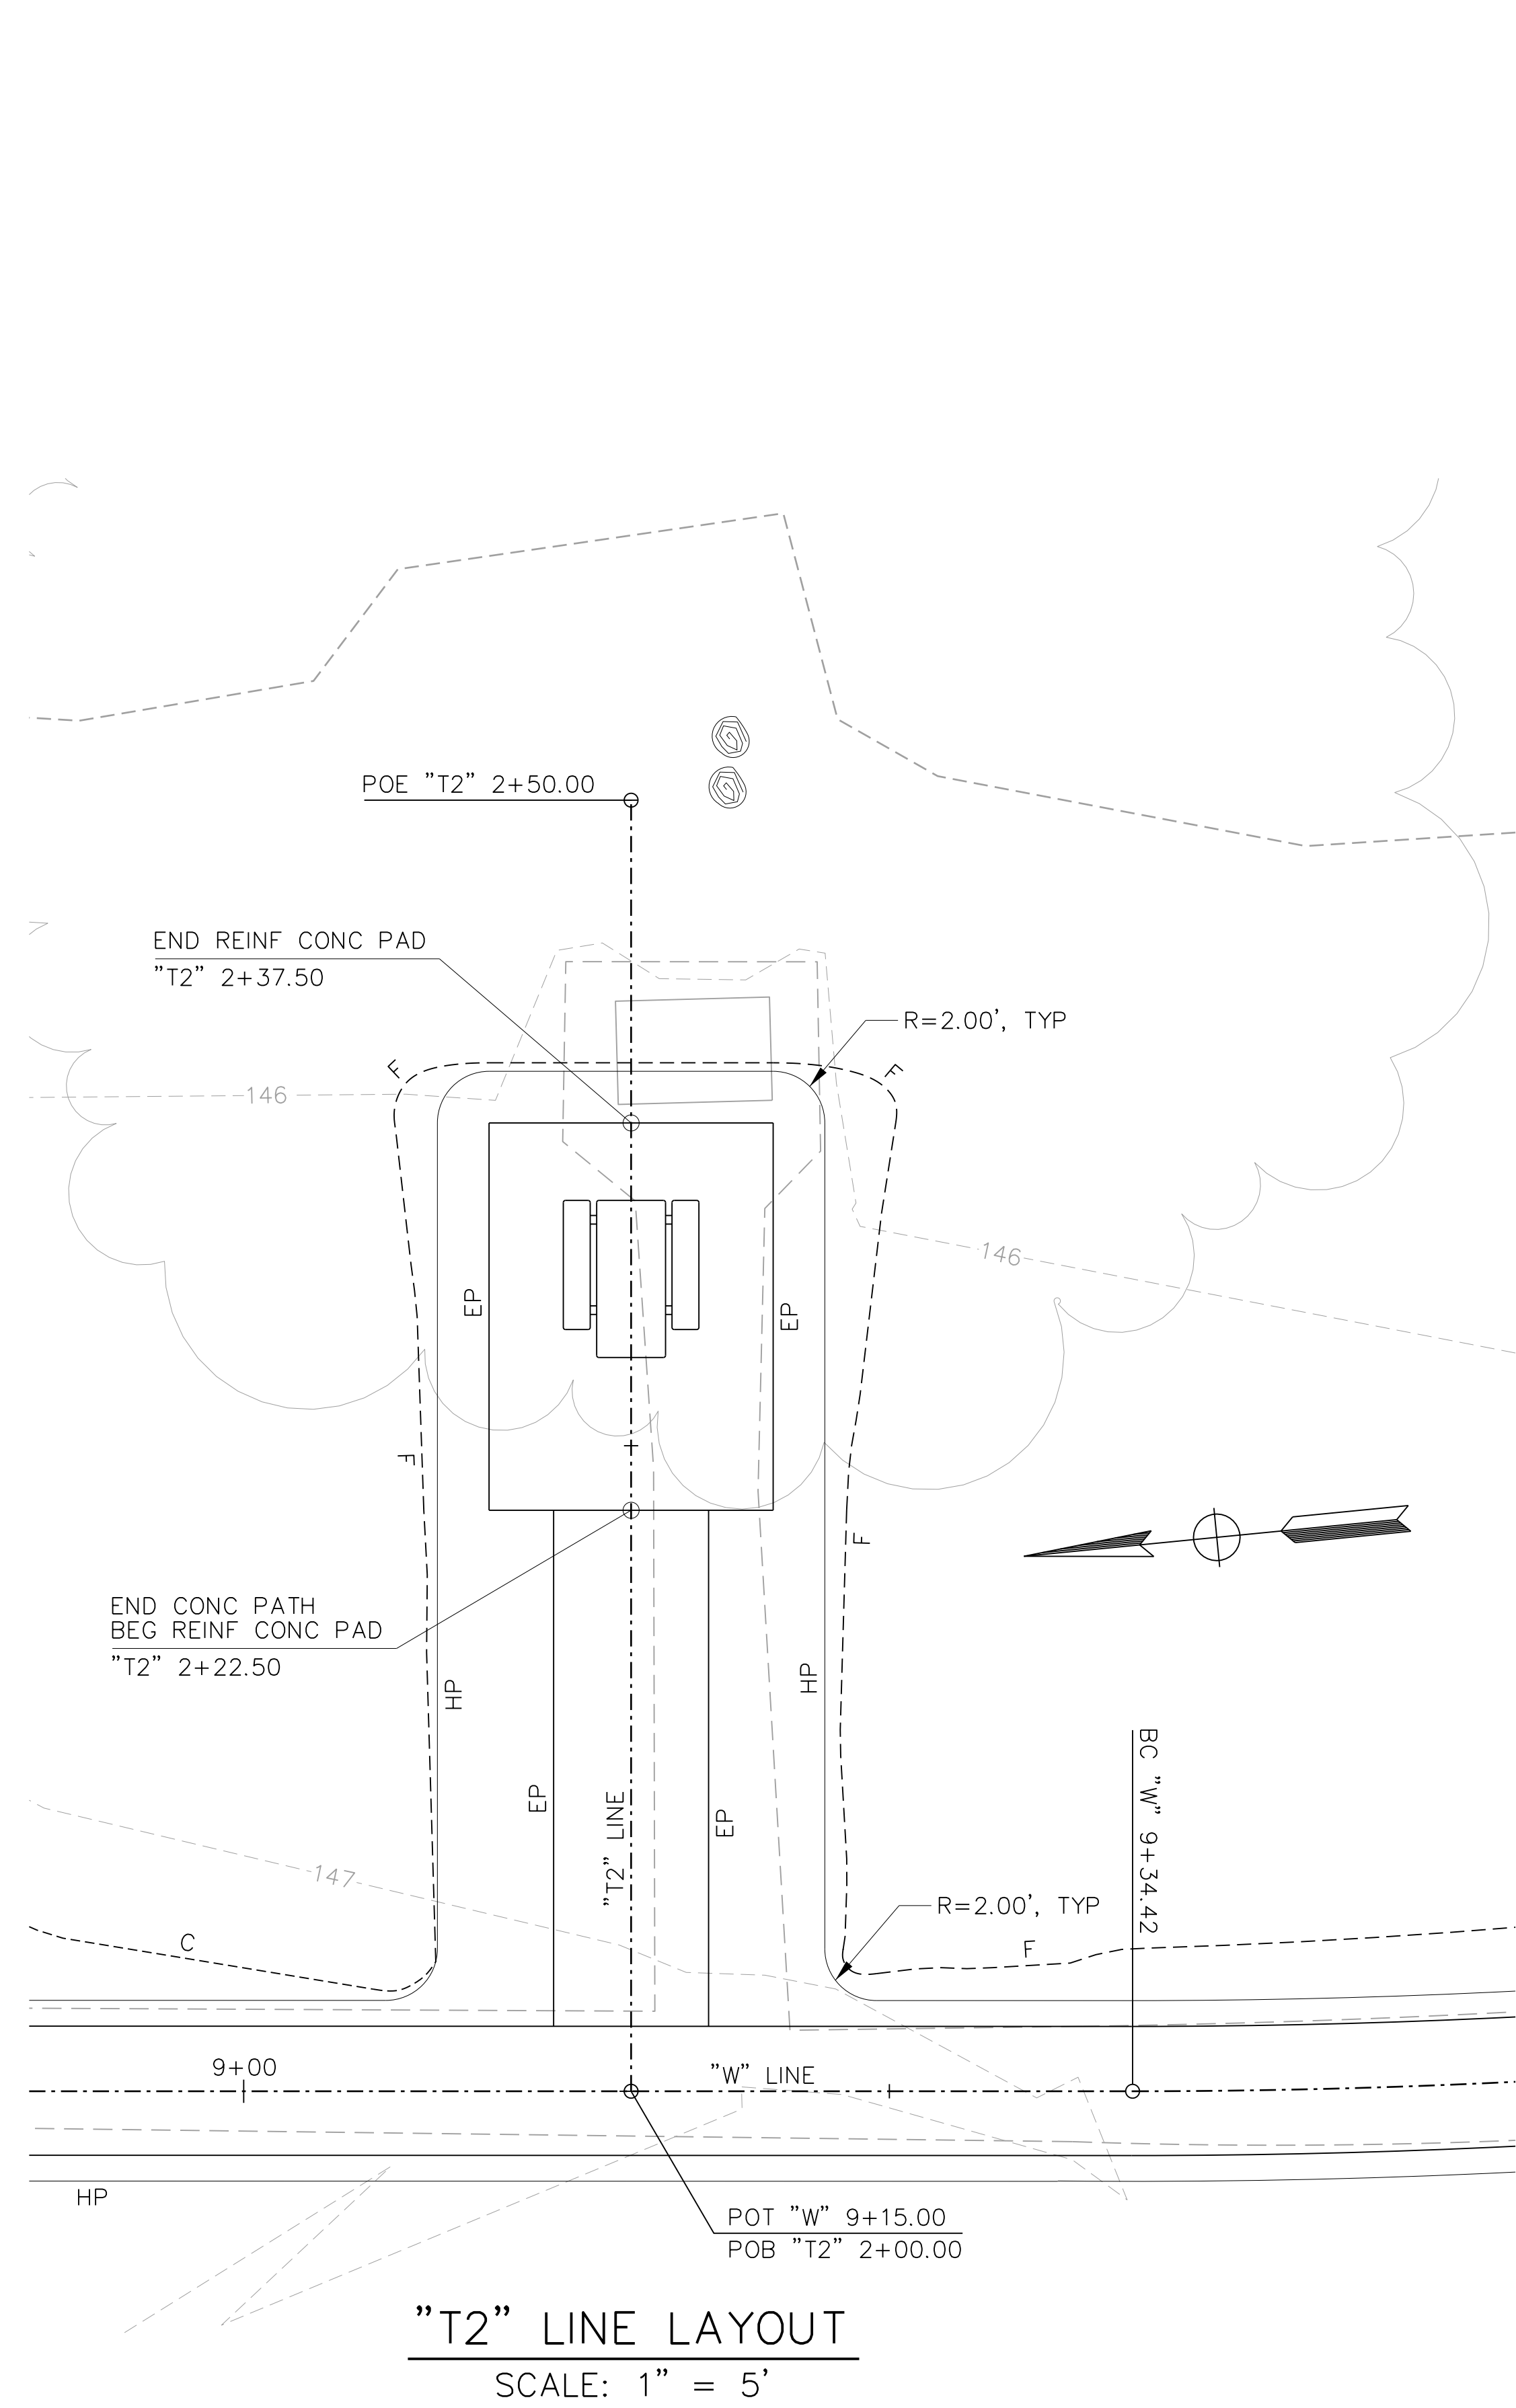 POE "T2" 2+50.00
END REINF CONC PAD
"T2" 2+37.50
R=2.00', TYP
F
F
146
146
EP
EP
F
F
END CONC PATH
BEG REINF CONC PAD
"T2" 2+22.50
HP
HP
BC "W" 9+34.42
EP
EP
"T2" LINE
147
R=2.00', TYP
C
F
9+00
"W" LINE
HP
POT "W" 9+15.00
POB "T2" 2+00.00
"T2" LINE LAYOUT
SCALE: 1" = 5'